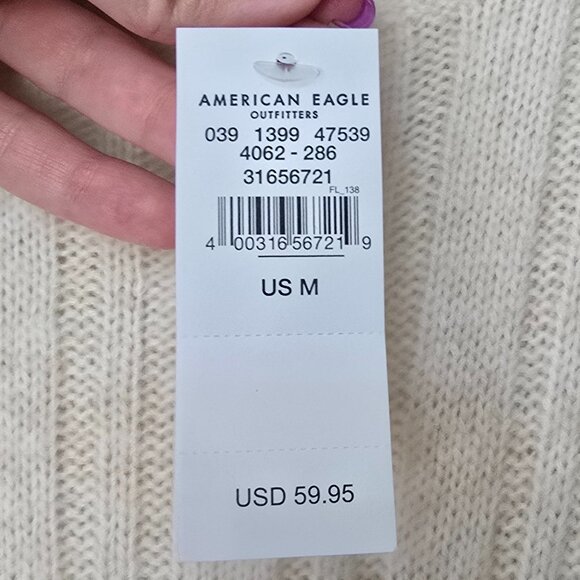 AMERICAN EAGLE
OUTFITTERS
039 1399 47539
4062 - 286
31656721
FL_138
4 00316 56721 9
US M
USD 59.95